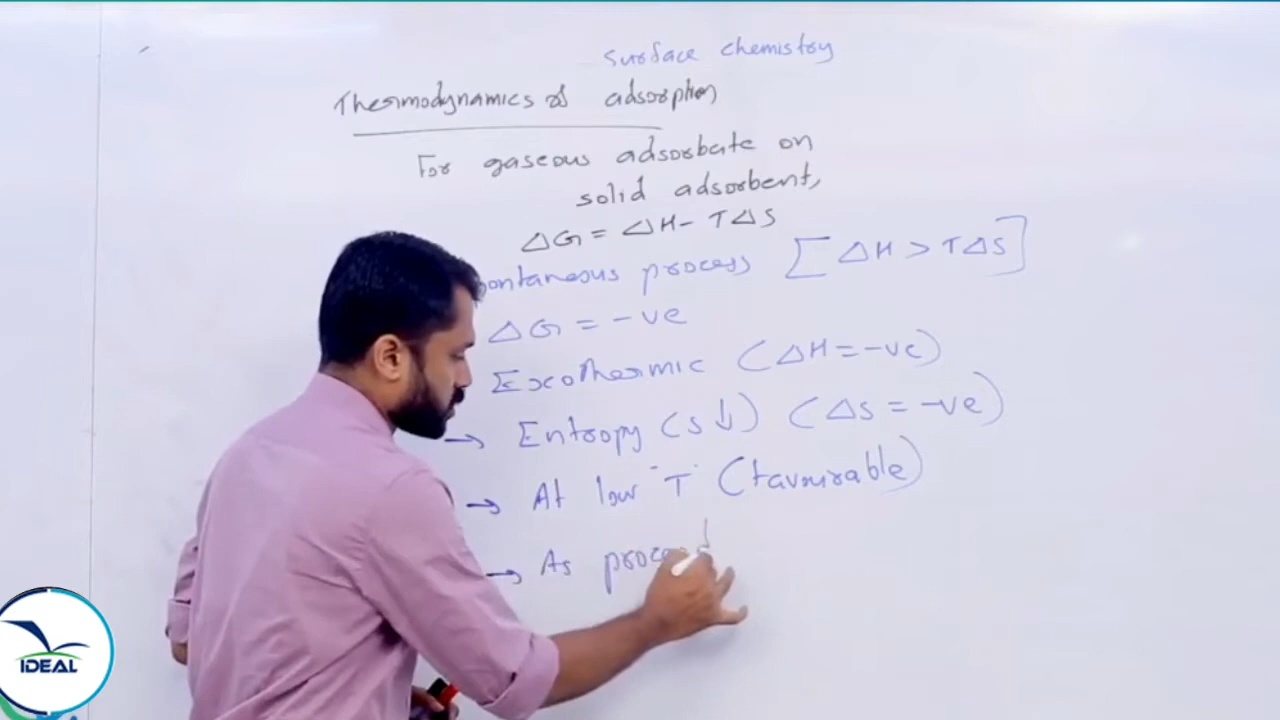 Surface chemistry
Thermodynamics of adsorption
For gaseous adsorbate on
solid adsorbent,
ΔG = ΔH - TΔS
pontaneous process [ΔH > TΔS]
ΔG = -ve
Exothermic (ΔH = -ve)
→ Entropy (S↓) (ΔS = -ve)
→ At low "T" (favourable)
→ As proceed
IDEAL